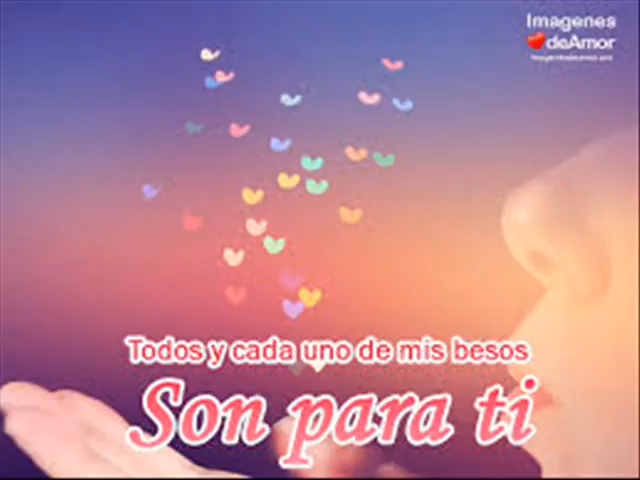 Imagenes
deAmor
Todos y cada uno de mis besos
Son para ti